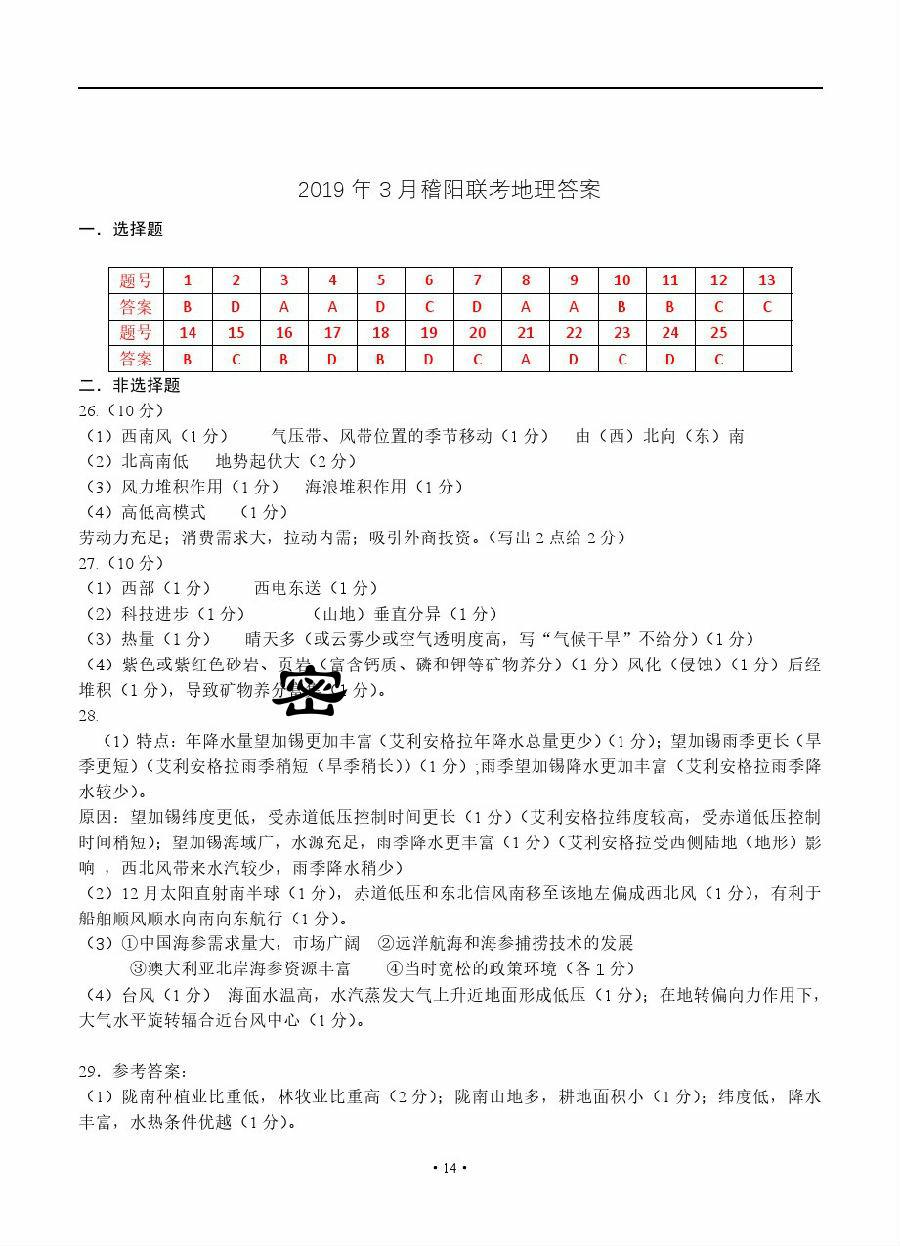 2019 年 3 月稽阳联考地理答案
一．选择题
题号 1 2 3 4 5 6 7 8 9 10 11 12 13
答案 B D A A D C D A A B B C C
题号 14 15 16 17 18 19 20 21 22 23 24 25
答案 B C B D B D C A D C D C
二．非选择题
26.（10 分）
（1）西南风（1 分） 气压带、风带位置的季节移动（1 分） 由（西）北向（东）南
（2）北高南低 地势起伏大（2 分）
（3）风力堆积作用（1 分） 海浪堆积作用（1 分）
（4）高低高模式 （1 分）
劳动力充足；消费需求大，拉动内需；吸引外商投资。（写出 2 点给 2 分）
27.（10 分）
（1）西部（1 分） 西电东送（1 分）
（2）科技进步（1 分） （山地）垂直分异（1 分）
（3）热量（1 分） 晴天多（或云雾少或空气透明度高，写“气候干旱”不给分）（1 分）
（4）紫色或紫红色砂岩、页岩（富含钙质、磷和钾等矿物养分）（1 分）风化（侵蚀）（1 分）后经
堆积（1 分），导致矿物养分 分）。
密
28.
（1）特点：年降水量望加锡更加丰富（艾利安格拉年降水总量更少）（1 分）；望加锡雨季更长（旱
季更短）（艾利安格拉雨季稍短（旱季稍长））（1 分）;雨季望加锡降水更加丰富（艾利安格拉雨季降
水较少）。
原因：望加锡纬度更低，受赤道低压控制时间更长（1 分）（艾利安格拉纬度较高，受赤道低压控制
时间稍短）；望加锡海域广，水源充足，雨季降水更丰富（1 分）（艾利安格拉受西侧陆地（地形）影
响 ，西北风带来水汽较少，雨季降水稍少）
（2）12 月太阳直射南半球（1 分），赤道低压和东北信风南移至该地左偏成西北风（1 分），有利于
船舶顺风顺水向南向东航行（1 分）。
（3）①中国海参需求量大，市场广阔 ②远洋航海和海参捕捞技术的发展
③澳大利亚北岸海参资源丰富 ④当时宽松的政策环境（各 1 分）
（4）台风（1 分） 海面水温高，水汽蒸发大气上升近地面形成低压（1 分）；在地转偏向力作用下，
大气水平旋转辐合近台风中心（1 分）。
29．参考答案：
（1）陇南种植业比重低，林牧业比重高（2 分）；陇南山地多，耕地面积小（1 分）；纬度低，降水
丰富，水热条件优越（1 分）。
·14·